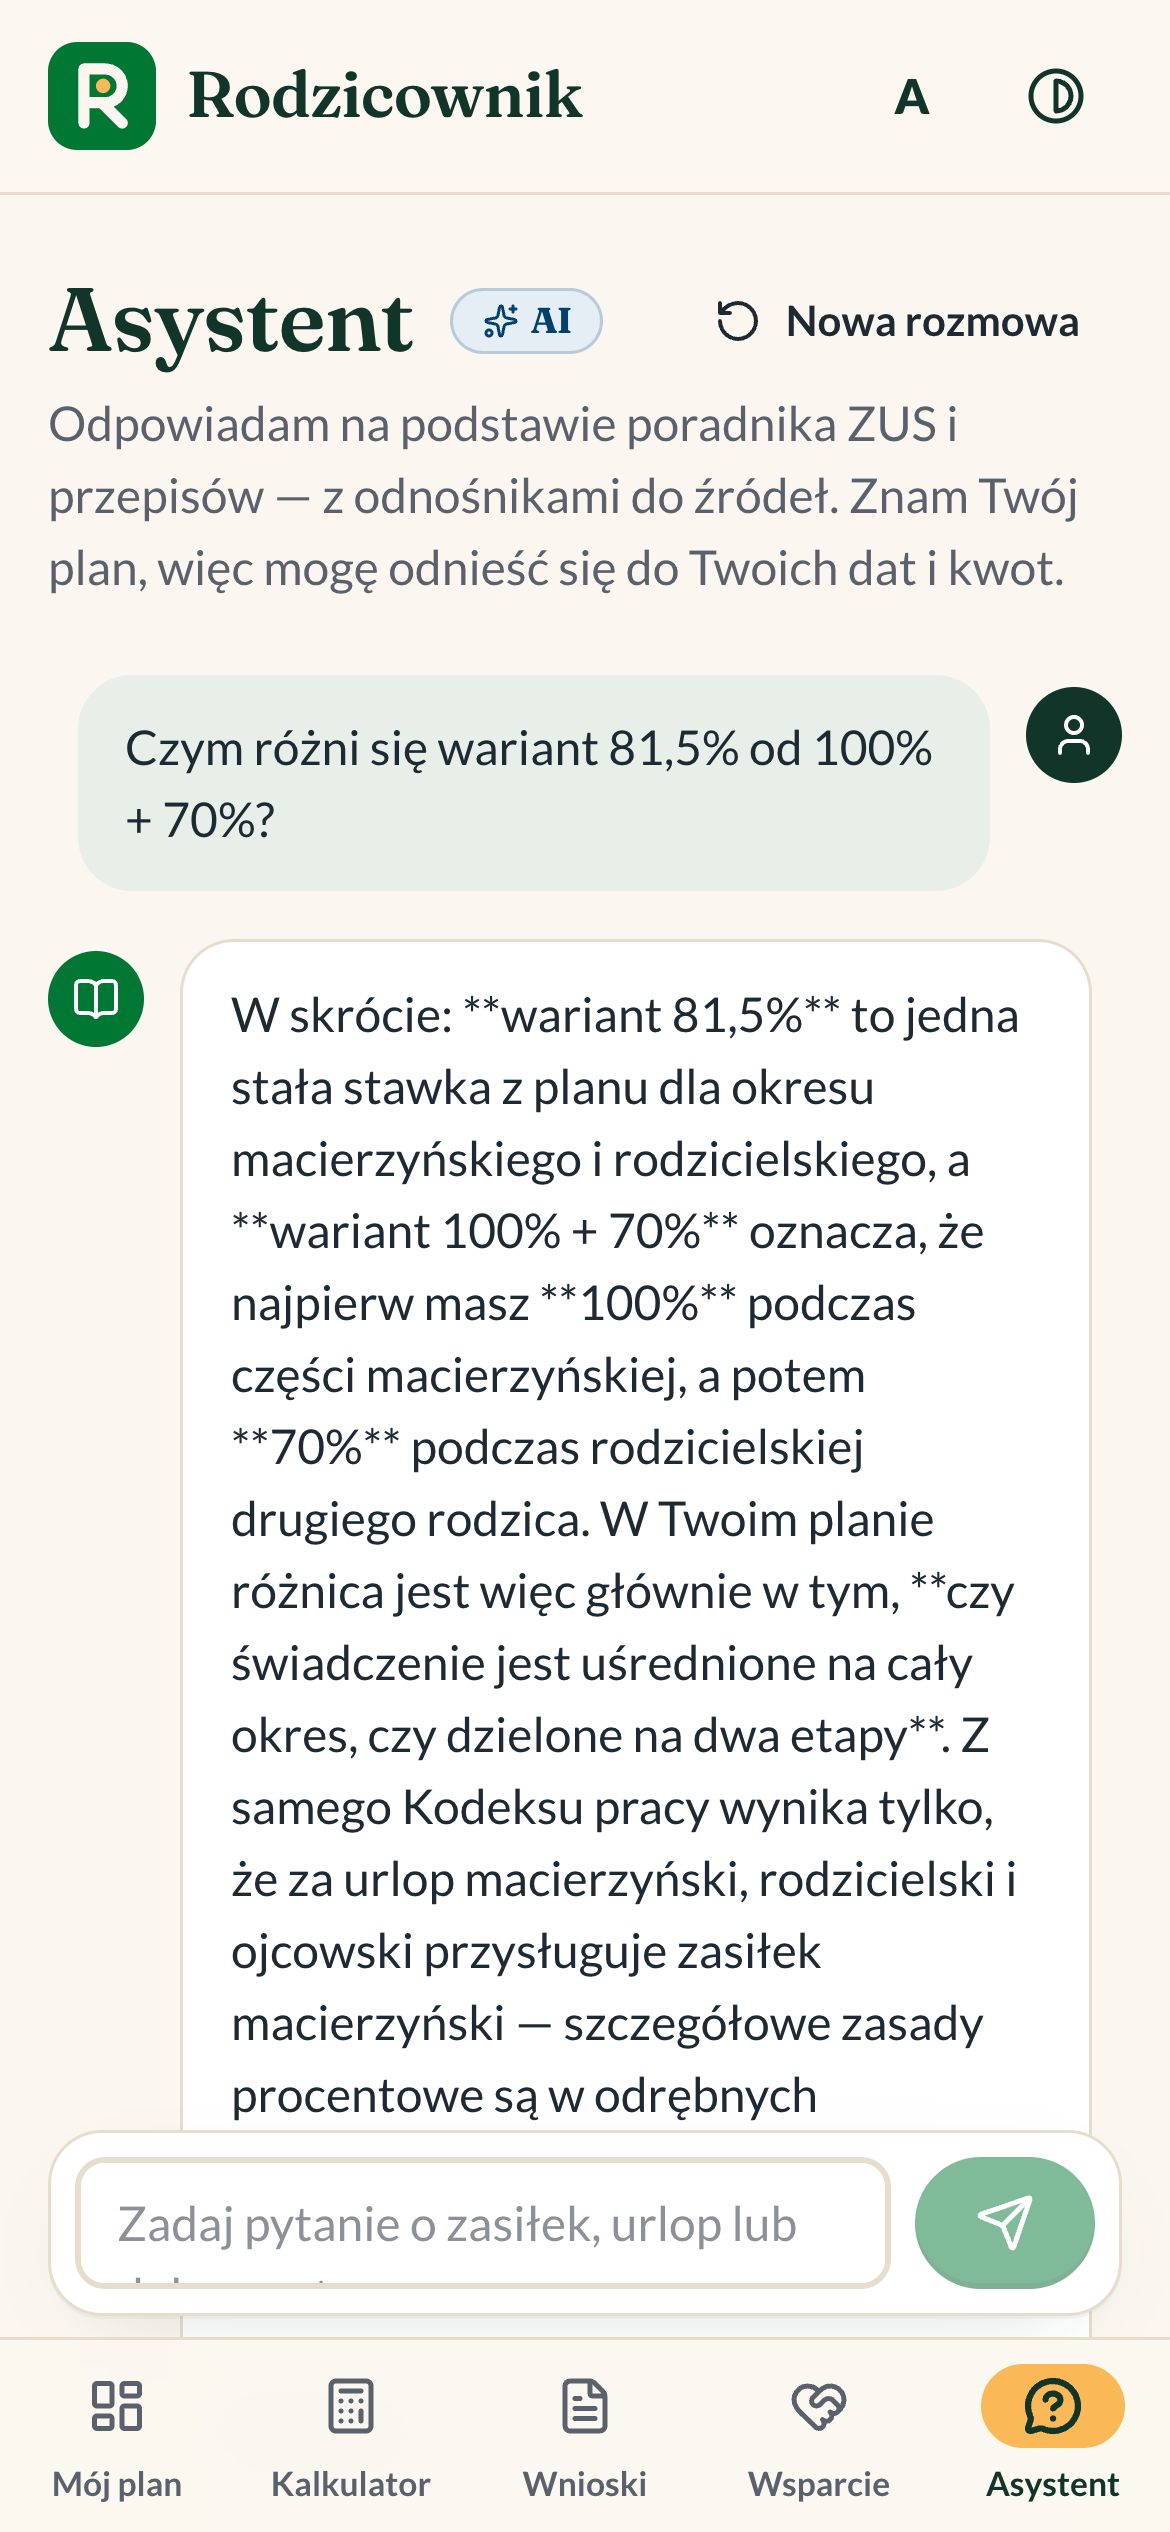 Rodzicownik
A
Asystent
AI
Nowa rozmowa
Odpowiadam na podstawie poradnika ZUS i
przepisów — z odnośnikami do źródeł. Znam Twój
plan, więc mogę odnieść się do Twoich dat i kwot.
Czym różni się wariant 81,5% od 100%
+ 70%?
W skrócie: **wariant 81,5%** to jedna
stała stawka z planu dla okresu
macierzyńskiego i rodzicielskiego, a
**wariant 100% + 70%** oznacza, że
najpierw masz **100%** podczas
części macierzyńskiej, a potem
**70%** podczas rodzicielskiej
drugiego rodzica. W Twoim planie
różnica jest więc głównie w tym, **czy
świadczenie jest uśrednione na cały
okres, czy dzielone na dwa etapy**. Z
samego Kodeksu pracy wynika tylko,
że za urlop macierzyński, rodzicielski i
ojcowski przysługuje zasiłek
macierzyński — szczegółowe zasady
procentowe są w odrębnych
Zadaj pytanie o zasiłek, urlop lub
Mój plan
Kalkulator
Wnioski
Wsparcie
Asystent